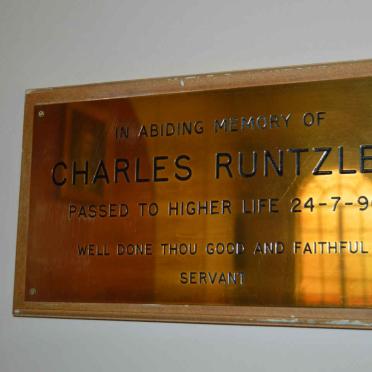 IN ABIDING MEMORY OF
CHARLES RUNTZLE
PASSED TO HIGHER LIFE 24-7-9
WELL DONE THOU GOOD AND FAITHFUL
SERVANT